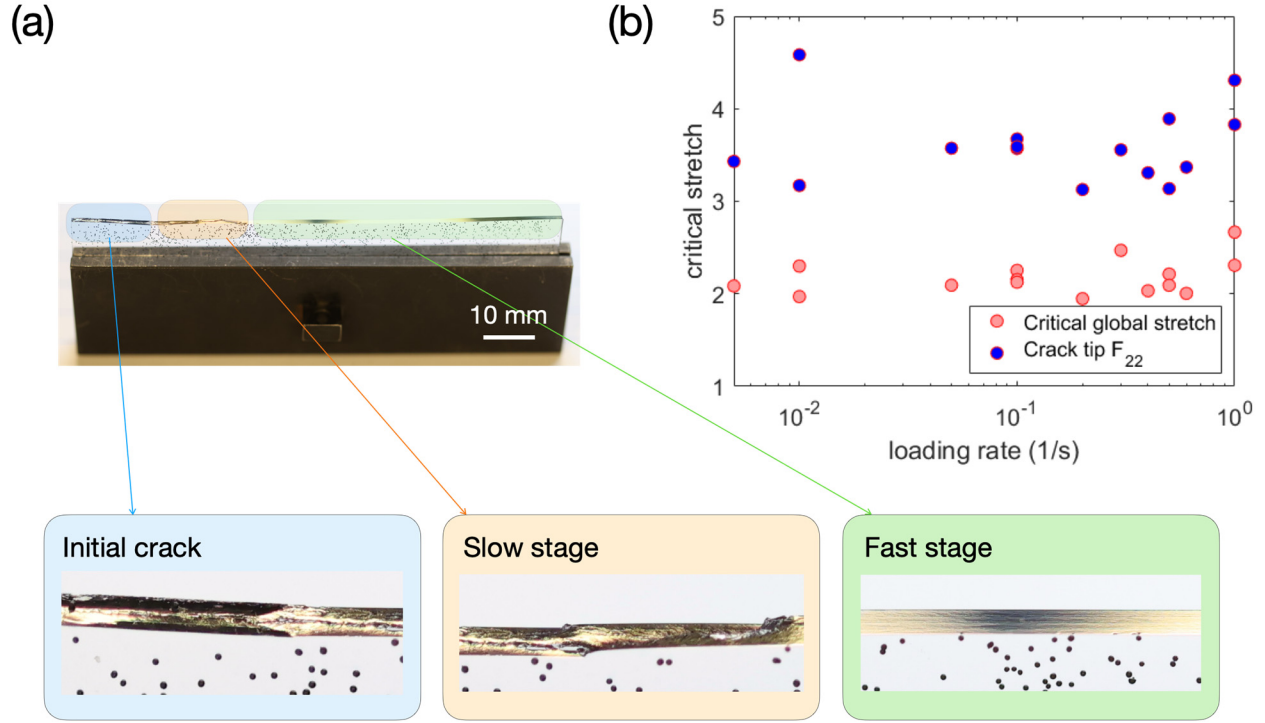 (a)
10 mm
(b)
5
4
3
2
1
critical stretch
Critical global stretch
Crack tip F22
10-2
10-1
100
loading rate (1/s)
Initial crack
Slow stage
Fast stage